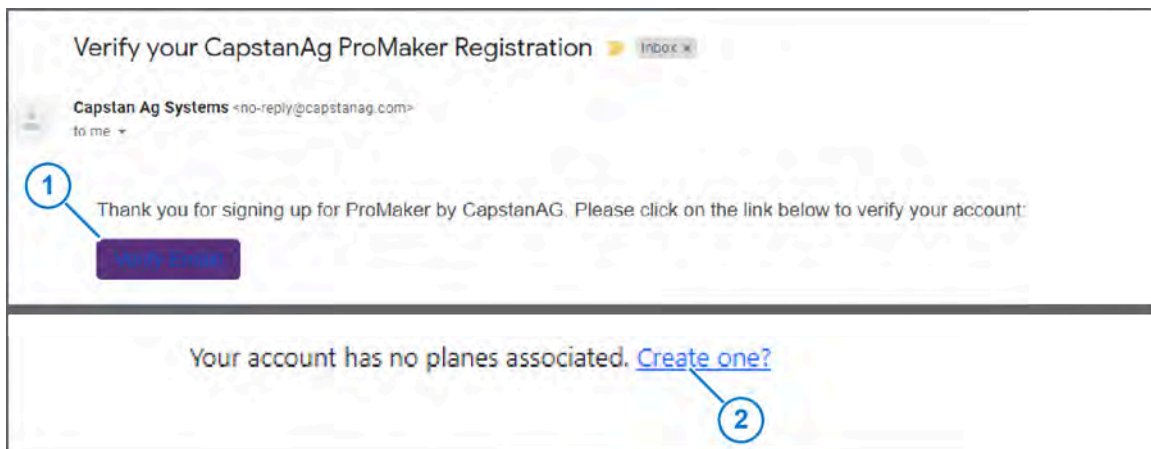 Verify your CapstanAg ProMaker Registration Inbox x
Capstan Ag Systems <no-reply@capstanag.com>
to me
1
Thank you for signing up for ProMaker by CapstanAG. Please click on the link below to verify your account:
Verify Email
Your account has no planes associated. Create one?
2